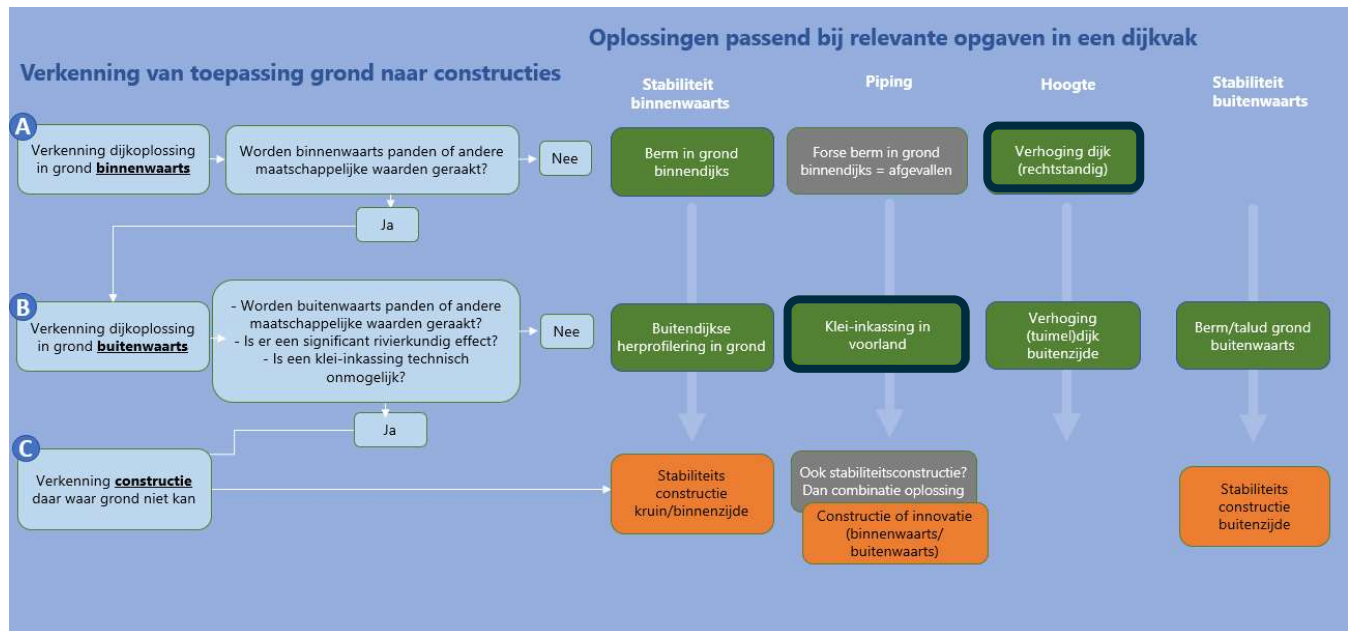 Oplossingen passend bij relevante opgaven in een dijkvak
Verkenning van toepassing grond naar constructies
Stabiliteit
binnenwaarts
Piping
Hoogte
Stabiliteit
buitenwaarts
A
Verkenning dijkoplossing
in grond binnenwaarts
Worden binnenwaarts panden of andere
maatschappelijke waarden geraakt?
Nee
Ja
Berm in grond
binnendijks
Forse berm in grond
binnendijks = afgevallen
Verhoging dijk
(rechtstandig)
B
Verkenning dijkoplossing
in grond buitenwaarts
- Worden buitenwaarts panden of andere
maatschappelijke waarden geraakt?
- Is er een significant rivierkundig effect?
- Is een klei-inkassing technisch
onmogelijk?
Nee
Ja
Buitendijkse
herprofilering in grond
Klei-inkassing in
voorland
Verhoging
(tuimel)dijk
buitenzijde
Berm/talud grond
buitenwaarts
C
Verkenning constructie
daar waar grond niet kan
Stabiliteits
constructie
kruin/binnenzijde
Ook stabiliteitsconstructie?
Dan combinatie oplossing
Constructie of innovatie
(binnenwaarts/
buitenwaarts)
Stabiliteits
constructie
buitenzijde